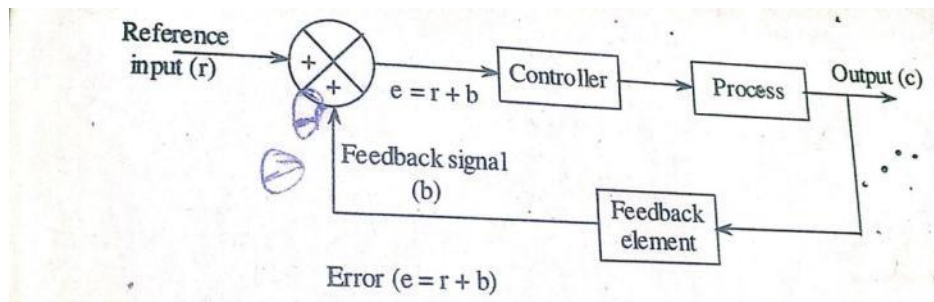 Reference
input (r)
+
+
e = r + b
Controller
Process
Output (c)
Feedback signal
(b)
Feedback
element
Error (e = r + b)